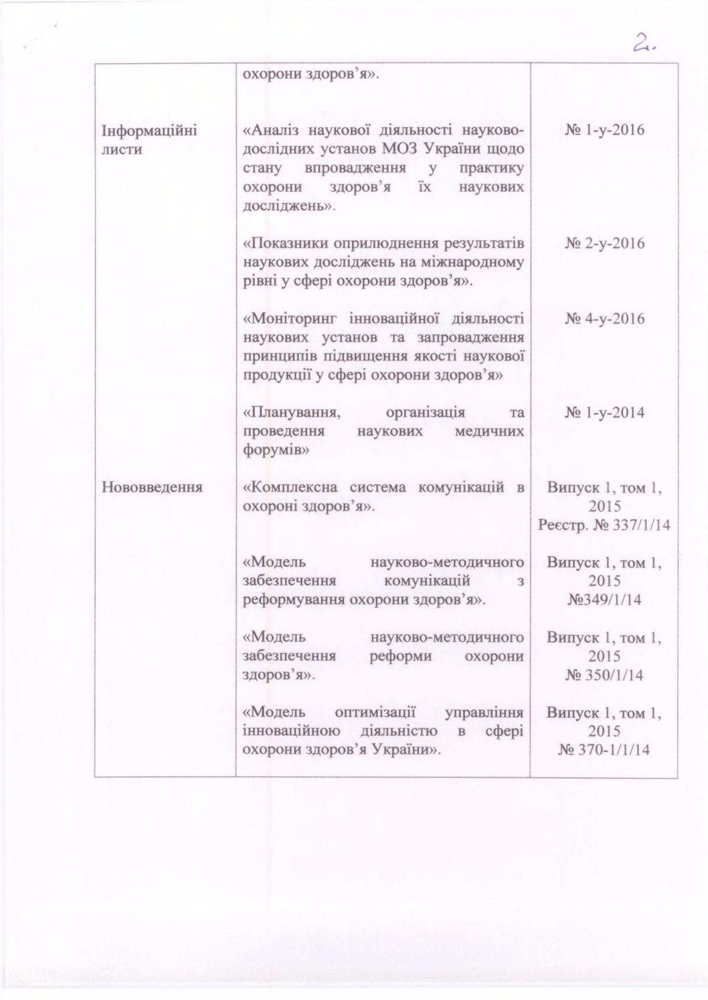 2.
охорони здоров’я».
Інформаційні
листи
«Аналіз наукової діяльності науково-
дослідних установ МОЗ України щодо
стану впровадження у практику
охорони здоров’я їх наукових
досліджень».
№ 1-у-2016
«Показники оприлюднення результатів
наукових досліджень на міжнародному
рівні у сфері охорони здоров’я».
№ 2-у-2016
«Моніторинг інноваційної діяльності
наукових установ та запровадження
принципів підвищення якості наукової
продукції у сфері охорони здоров’я»
№ 4-у-2016
«Планування, організація та
проведення наукових медичних
форумів»
№ 1-у-2014
Нововведення
«Комплексна система комунікацій в
охороні здоров’я».
Випуск 1, том 1,
2015
Реєстр. № 337/1/14
«Модель науково-методичного
забезпечення комунікацій з
реформування охорони здоров’я».
Випуск 1, том 1,
2015
№349/1/14
«Модель науково-методичного
забезпечення реформи охорони
здоров’я».
Випуск 1, том 1,
2015
№ 350/1/14
«Модель оптимізації управління
інноваційною діяльністю в сфері
охорони здоров’я України».
Випуск 1, том 1,
2015
№ 370-1/1/14